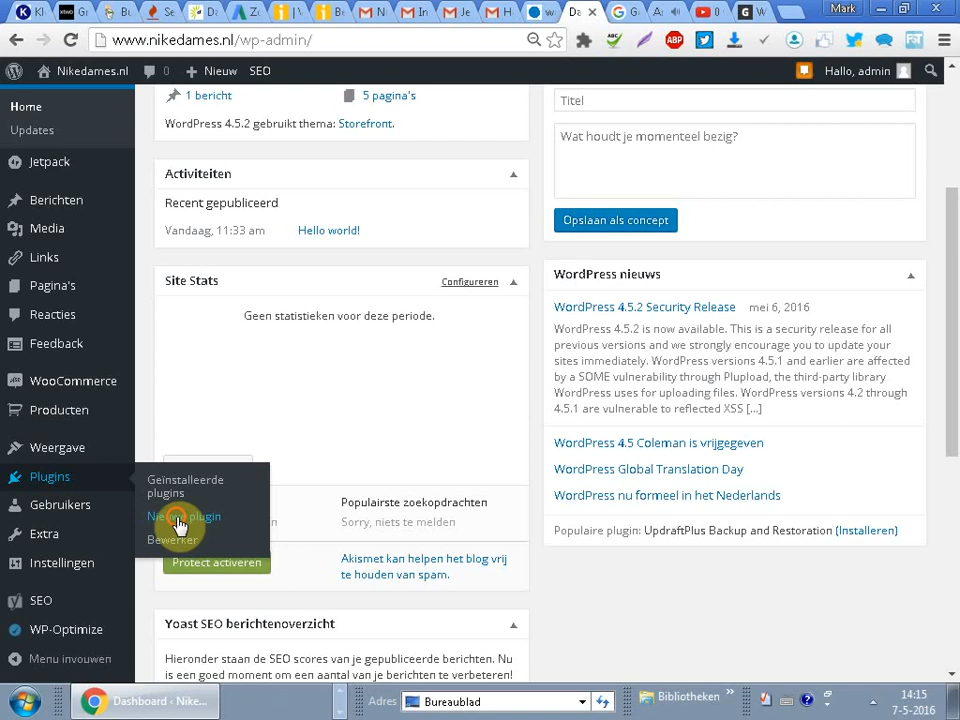 Mark
www.nikedames.nl/wp-admin/
Nikedames.nl 0 + Nieuw SEO Hallo, admin
Home
Updates
Jetpack
Berichten
Media
Links
Pagina's
Reacties
Feedback
WooCommerce
Producten
Weergave
Plugins
Gebruikers
Extra
Instellingen
SEO
WP-Optimize
Menu invouwen
Geïnstalleerde
plugins
Nieuwe plugin
Bewerker
1 bericht 5 pagina's
WordPress 4.5.2 gebruikt thema: Storefront.
Activiteiten
Recent gepubliceerd
Vandaag, 11:33 am Hello world!
Site Stats Configureren
Geen statistieken voor deze periode.
Populairste zoekopdrachten
Sorry, niets te melden
Protect activeren
Akismet kan helpen het blog vrij
te houden van spam.
Yoast SEO berichtenoverzicht
Hieronder staan de SEO scores van je gepubliceerde berichten. Nu
is een goed moment om een aantal van je berichten te verbeteren!
Titel
Wat houdt je momenteel bezig?
Opslaan als concept
WordPress nieuws
WordPress 4.5.2 Security Release mei 6, 2016
WordPress 4.5.2 is now available. This is a security release for all
previous versions and we strongly encourage you to update your
sites immediately. WordPress versions 4.5.1 and earlier are affected
by a SOME vulnerability through Plupload, the third-party library
WordPress uses for uploading files. WordPress versions 4.2 through
4.5.1 are vulnerable to reflected XSS […]
WordPress 4.5 Coleman is vrijgegeven
WordPress Global Translation Day
WordPress nu formeel in het Nederlands
Populaire plugin: UpdraftPlus Backup and Restoration (Installeren)
Dashboard ‹ Nike...
Adres Bureaublad
Bibliotheken »
14:15
7-5-2016